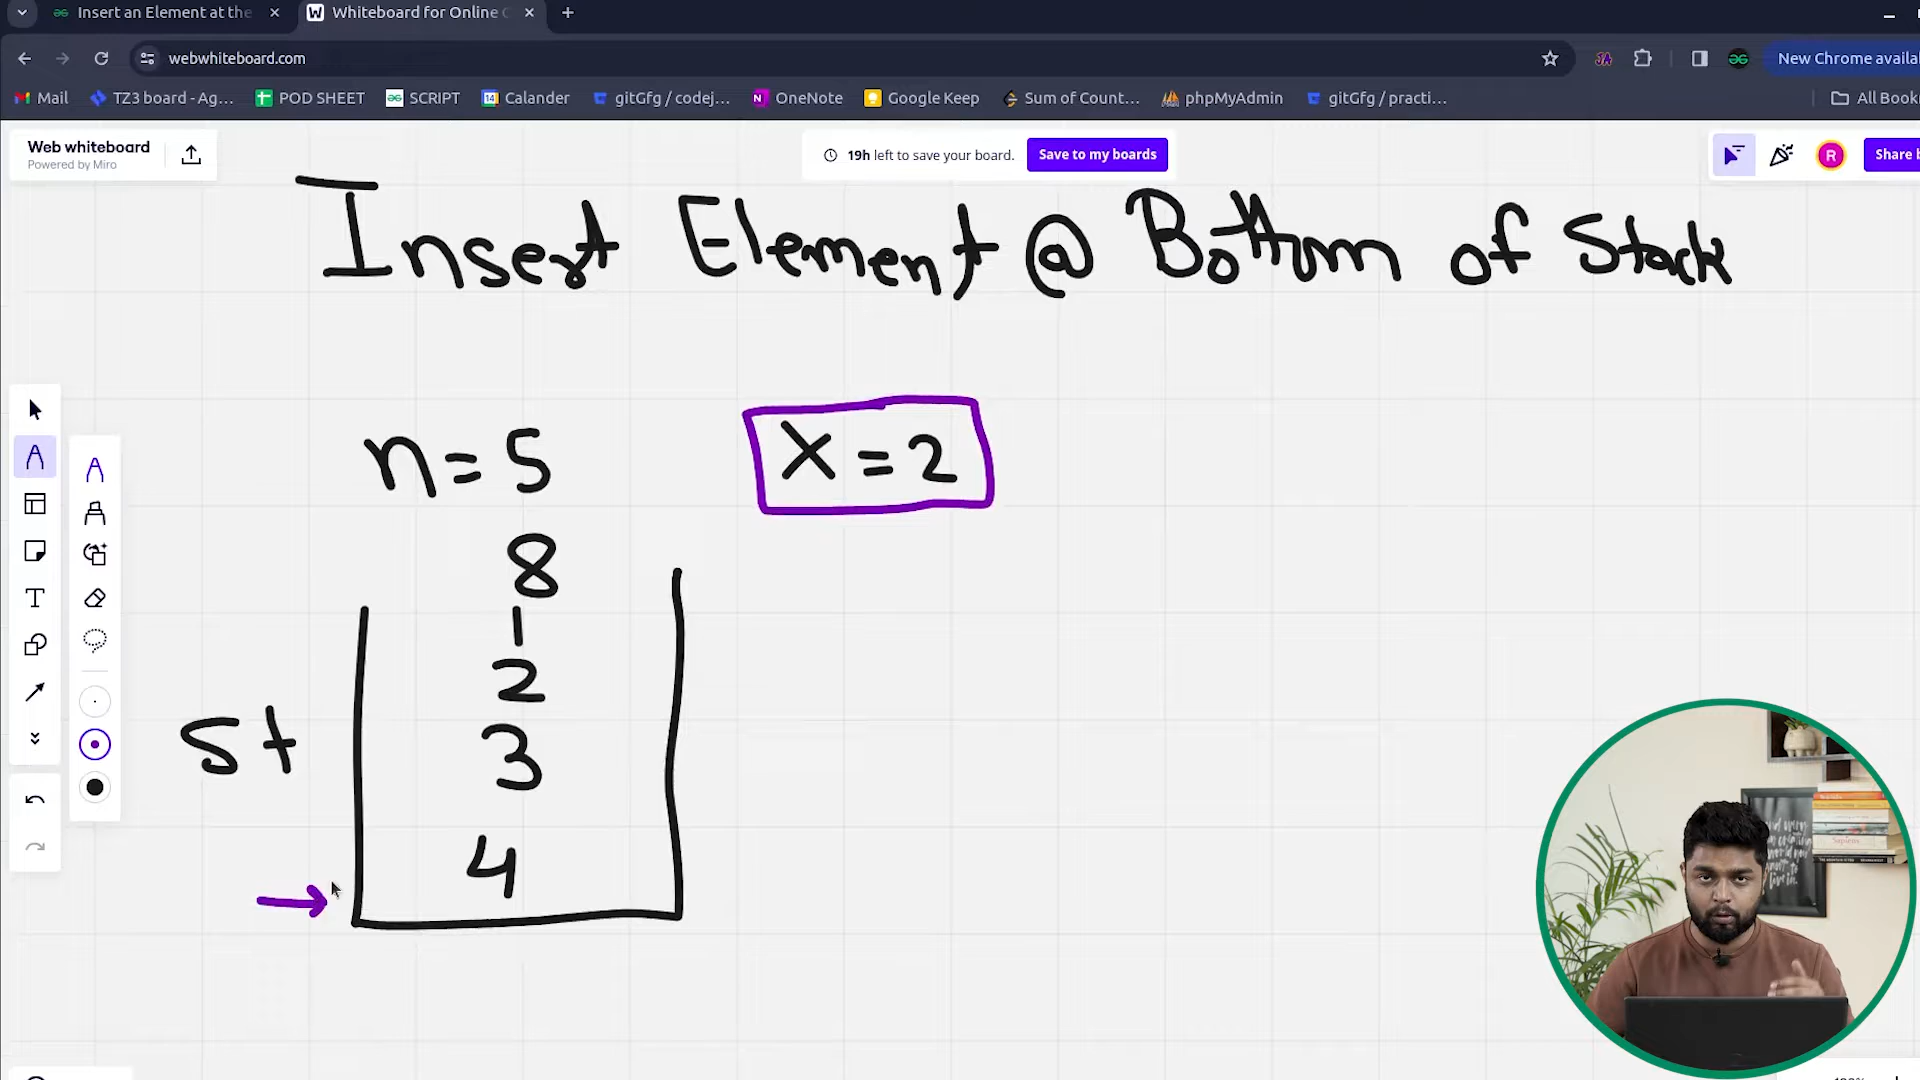 Insert an Element at the
Whiteboard for Online
webwhiteboard.com
New Chrome availa
Mail
TZ3 board - Ag...
POD SHEET
SCRIPT
14
Calander
gitGfg / codej...
N
OneNote
Google Keep
Sum of Count...
phpMyAdmin
gitGfg / practi...
All Book
Web whiteboard
Powered by Miro
19h left to save your board.
Save to my boards
R
Share b
Insert Element @ Bottom of Stack
n = 5
X = 2
8
1
2
St
3
4